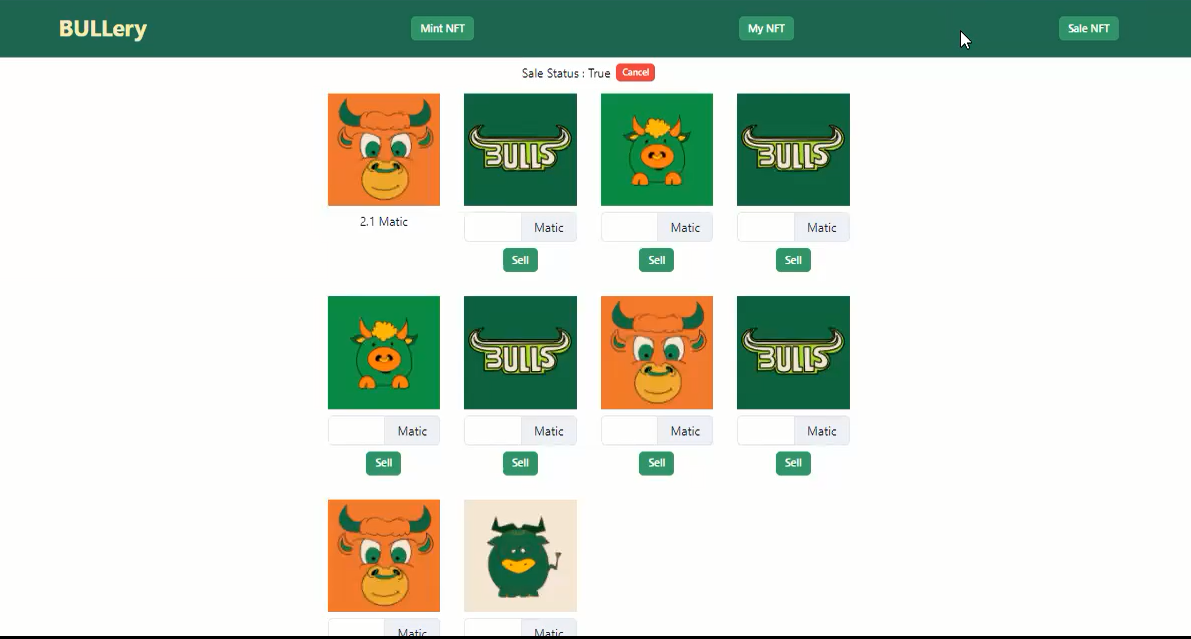 BULLery Mint NFT My NFT Sale NFT
Sale Status : True Cancel
BULLS BULLS
2.1 Matic Matic Matic Matic
Sell Sell Sell
BULLS BULLS
Matic Matic Matic Matic
Sell Sell Sell Sell
Matic Matic